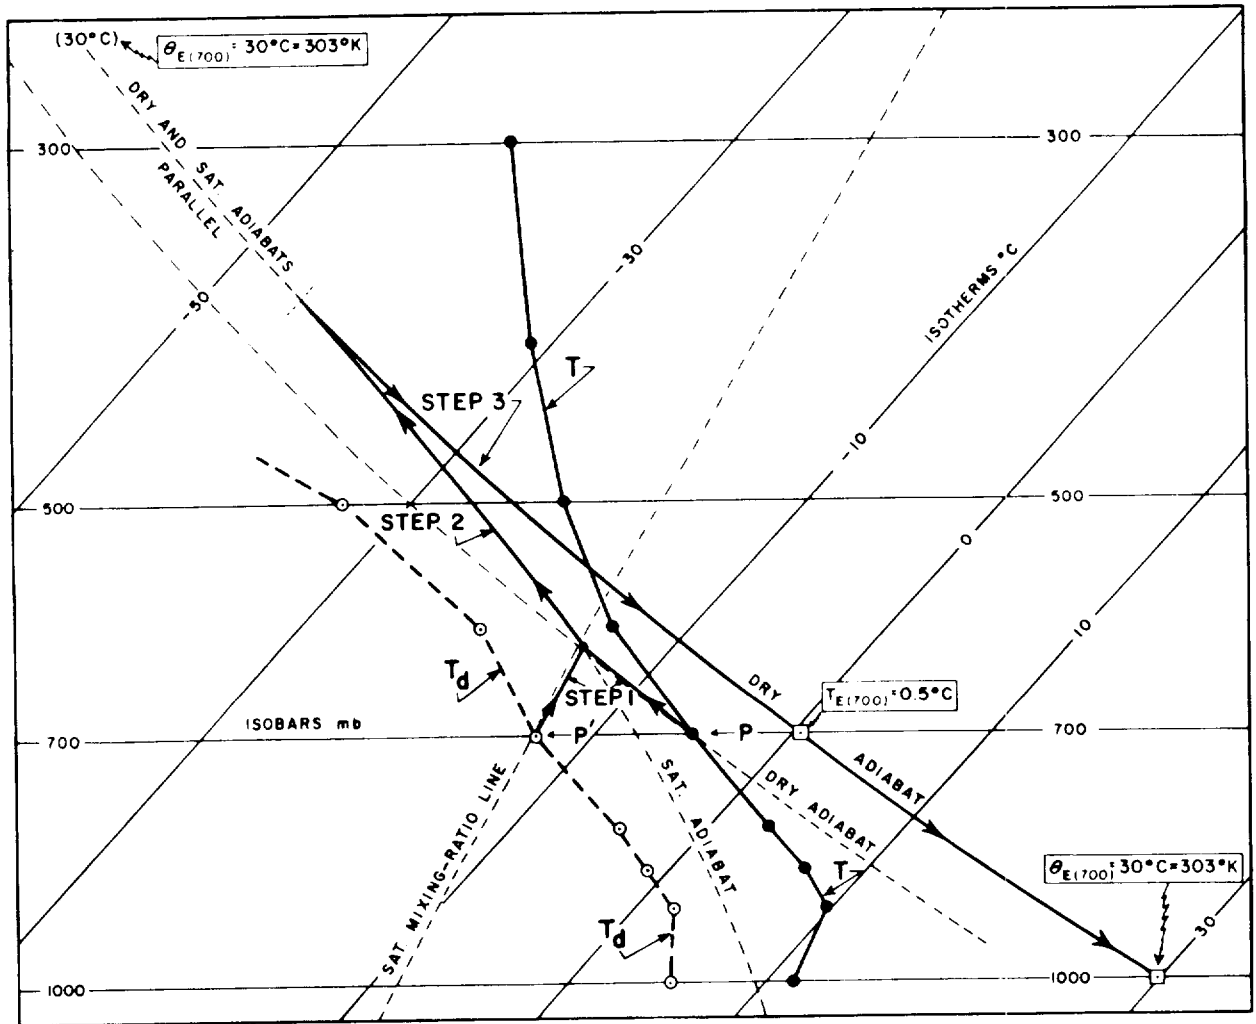 (30°C)
θE(700) = 30°C = 303°K
DRY AND SAT. ADIABATS
PARALLEL
300
300
-50
-30
ISOTHERMS °C
T
STEP 3
-10
500
500
STEP 2
0
10
Td
STEP 1
DRY
TE(700) = 0.5°C
ISOBARS mb
P'
P
700
700
SAT MIXING-RATIO LINE
SAT. ADIABAT
DRY ADIABAT
ADIABAT
T
θE(700) = 30°C = 303°K
Td
30
1000
1000